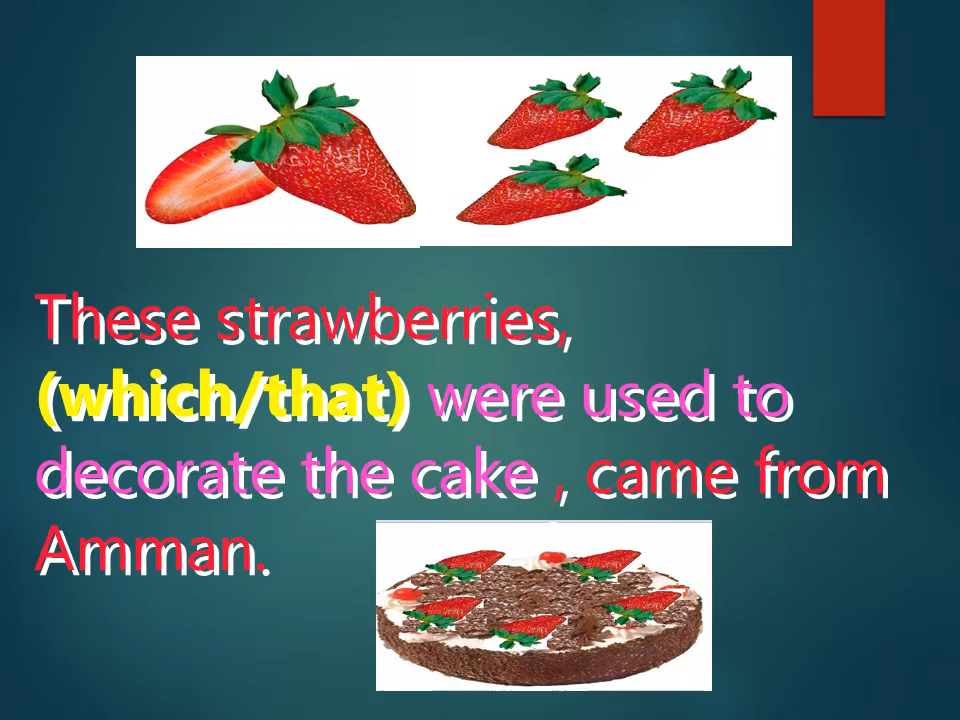 These strawberries,
(which/that) were used to
decorate the cake , came from
Amman.